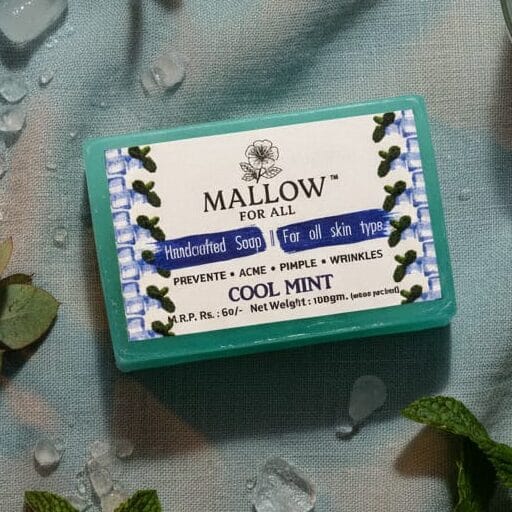 MALLOW™
FOR ALL
Handcrafted Soap | For all skin type
PREVENTE • ACME • PIMPLE • WRINKLES
COOL MINT
M.R.P. Rs. : 60/- Net Weight : 100gm.